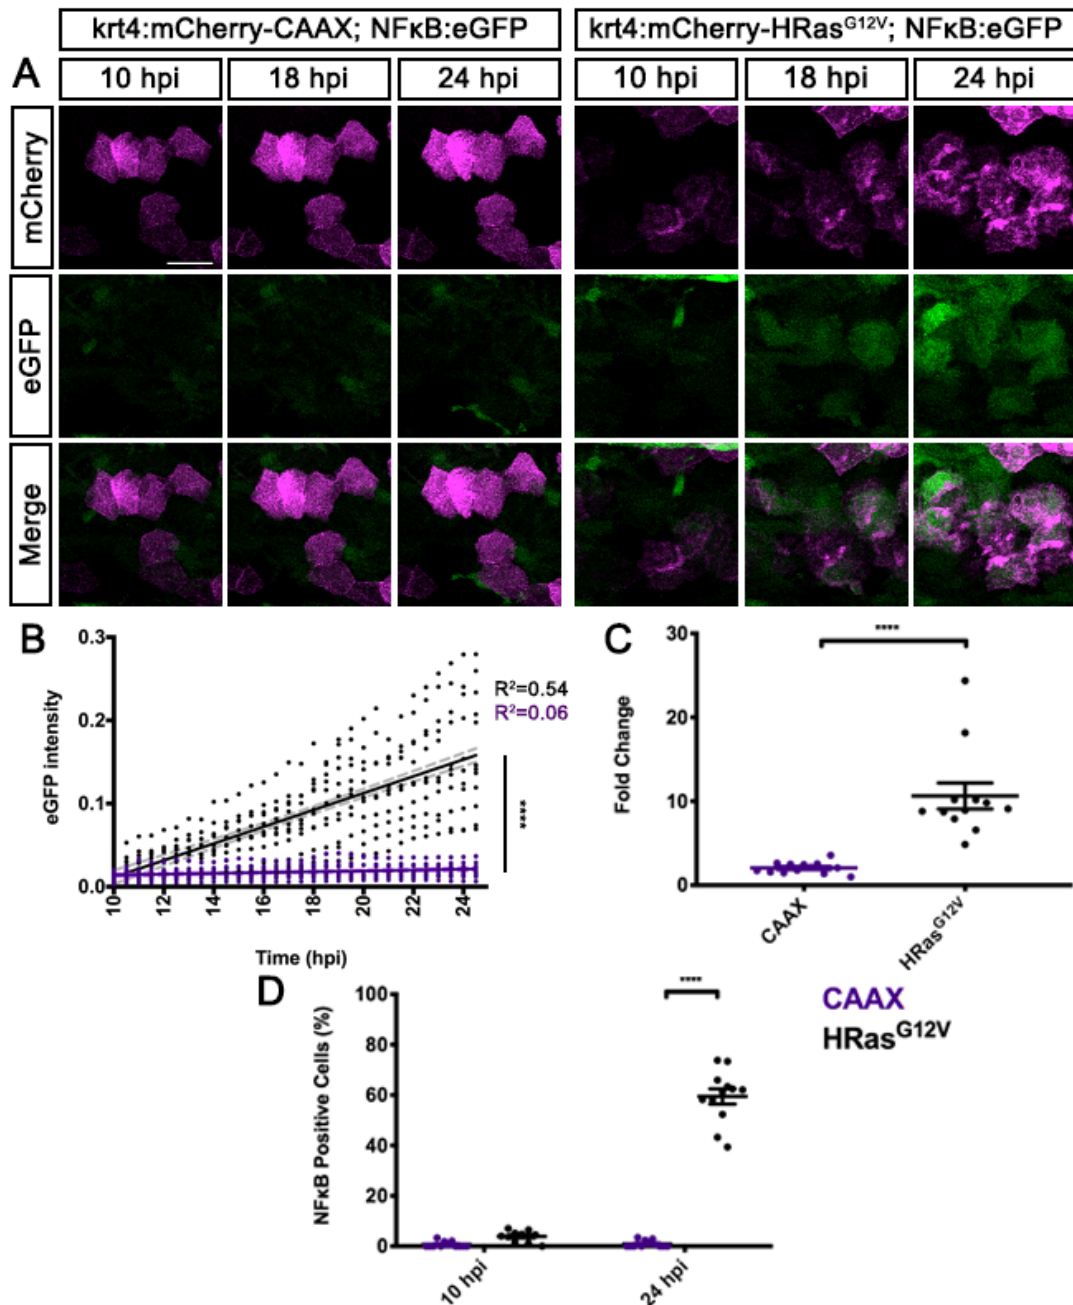 krt4:mCherry-CAAX; NFκB:eGFP
krt4:mCherry-HRasG12V; NFκB:eGFP
A
10 hpi
18 hpi
24 hpi
10 hpi
18 hpi
24 hpi
mCherry
eGFP
Merge
B
eGFP intensity
0.3
0.2
0.1
0.0
10
12
14
16
18
20
22
24
Time (hpi)
R²=0.54
R²=0.06
****
C
Fold Change
30
20
10
0
****
CAAX
HRasG12V
D
NFκB Positive Cells (%)
100
80
60
40
20
0
****
10 hpi
24 hpi
CAAX
HRasG12V